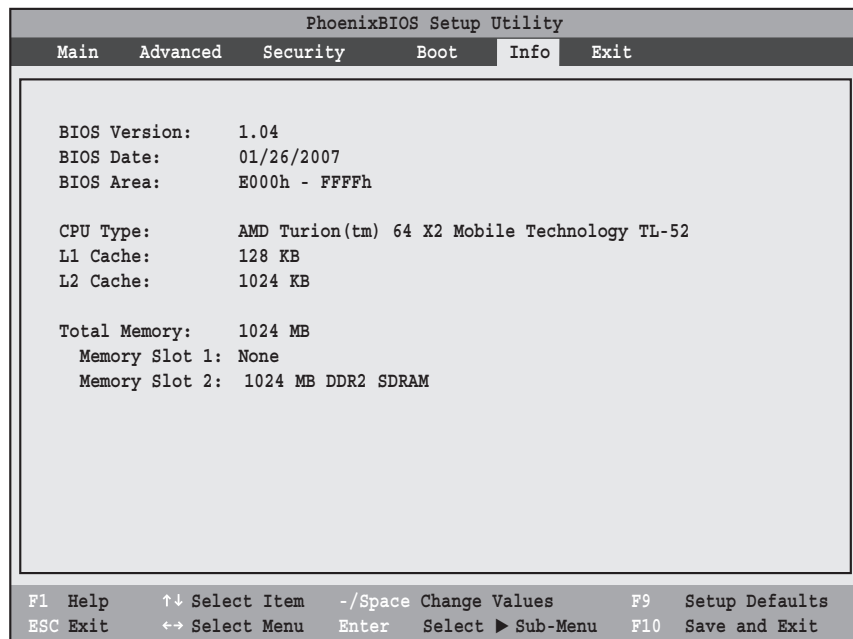 PhoenixBIOS Setup Utility
Main Advanced Security Boot Info Exit
BIOS Version: 1.04
BIOS Date: 01/26/2007
BIOS Area: E000h - FFFFh
CPU Type: AMD Turion(tm) 64 X2 Mobile Technology TL-52
L1 Cache: 128 KB
L2 Cache: 1024 KB
Total Memory: 1024 MB
Memory Slot 1: None
Memory Slot 2: 1024 MB DDR2 SDRAM
F1 Help ↑↓ Select Item -/Space Change Values F9 Setup Defaults
ESC Exit ←→ Select Menu Enter Select ▶ Sub-Menu F10 Save and Exit